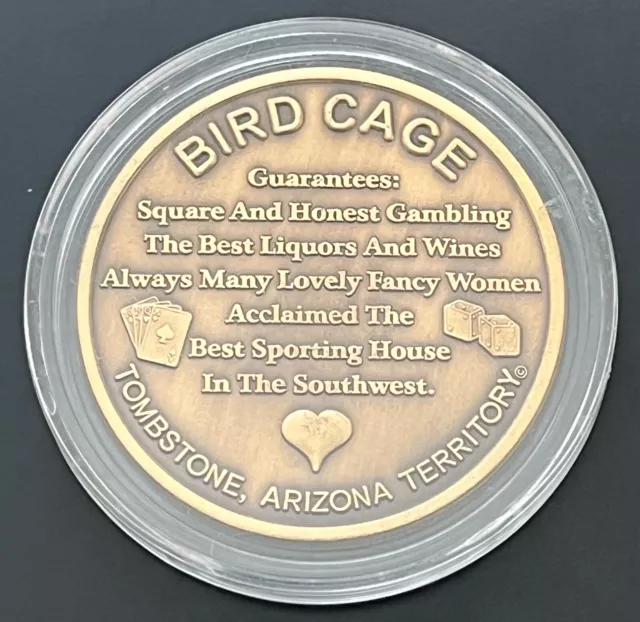 BIRD CAGE
Guarantees:
Square And Honest Gambling
The Best Liquors And Wines
Always Many Lovely Fancy Women
Acclaimed The
Best Sporting House
In The Southwest.
TOMBSTONE, ARIZONA TERRITORY©